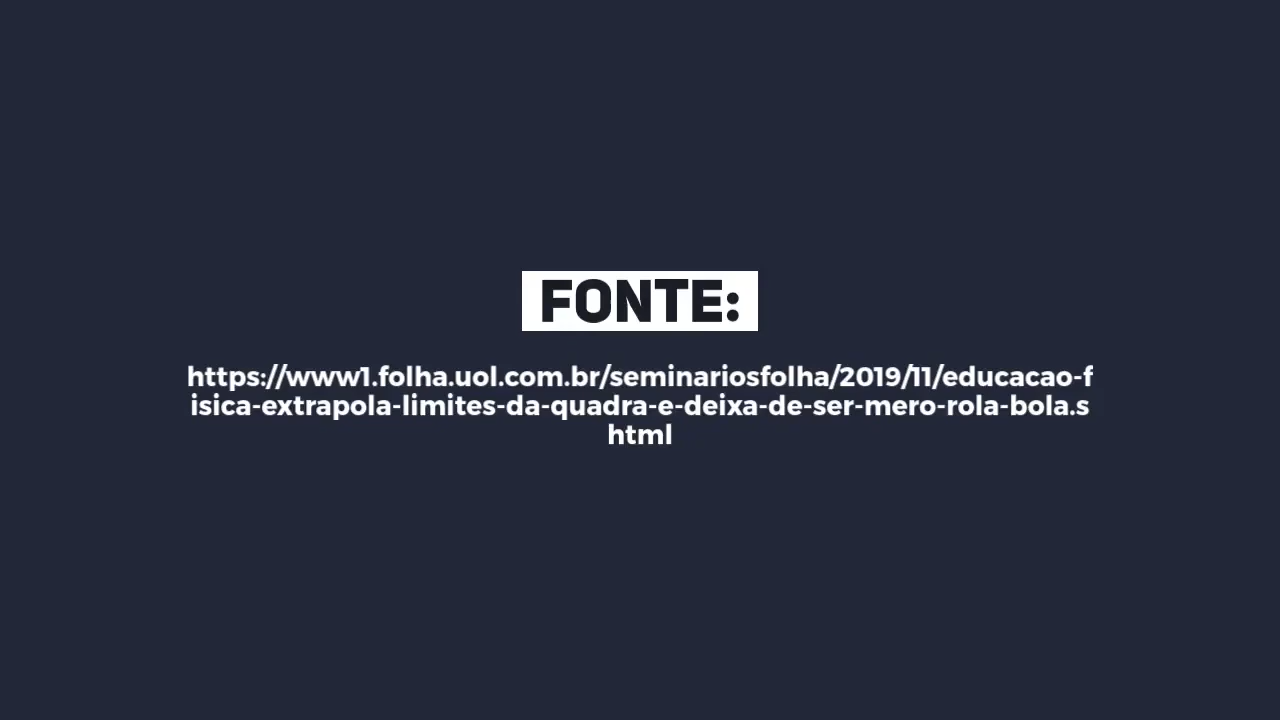 FONTE:
https://www1.folha.uol.com.br/seminariosfolha/2019/11/educacao-f
isica-extrapola-limites-da-quadra-e-deixa-de-ser-mero-rola-bola.s
html